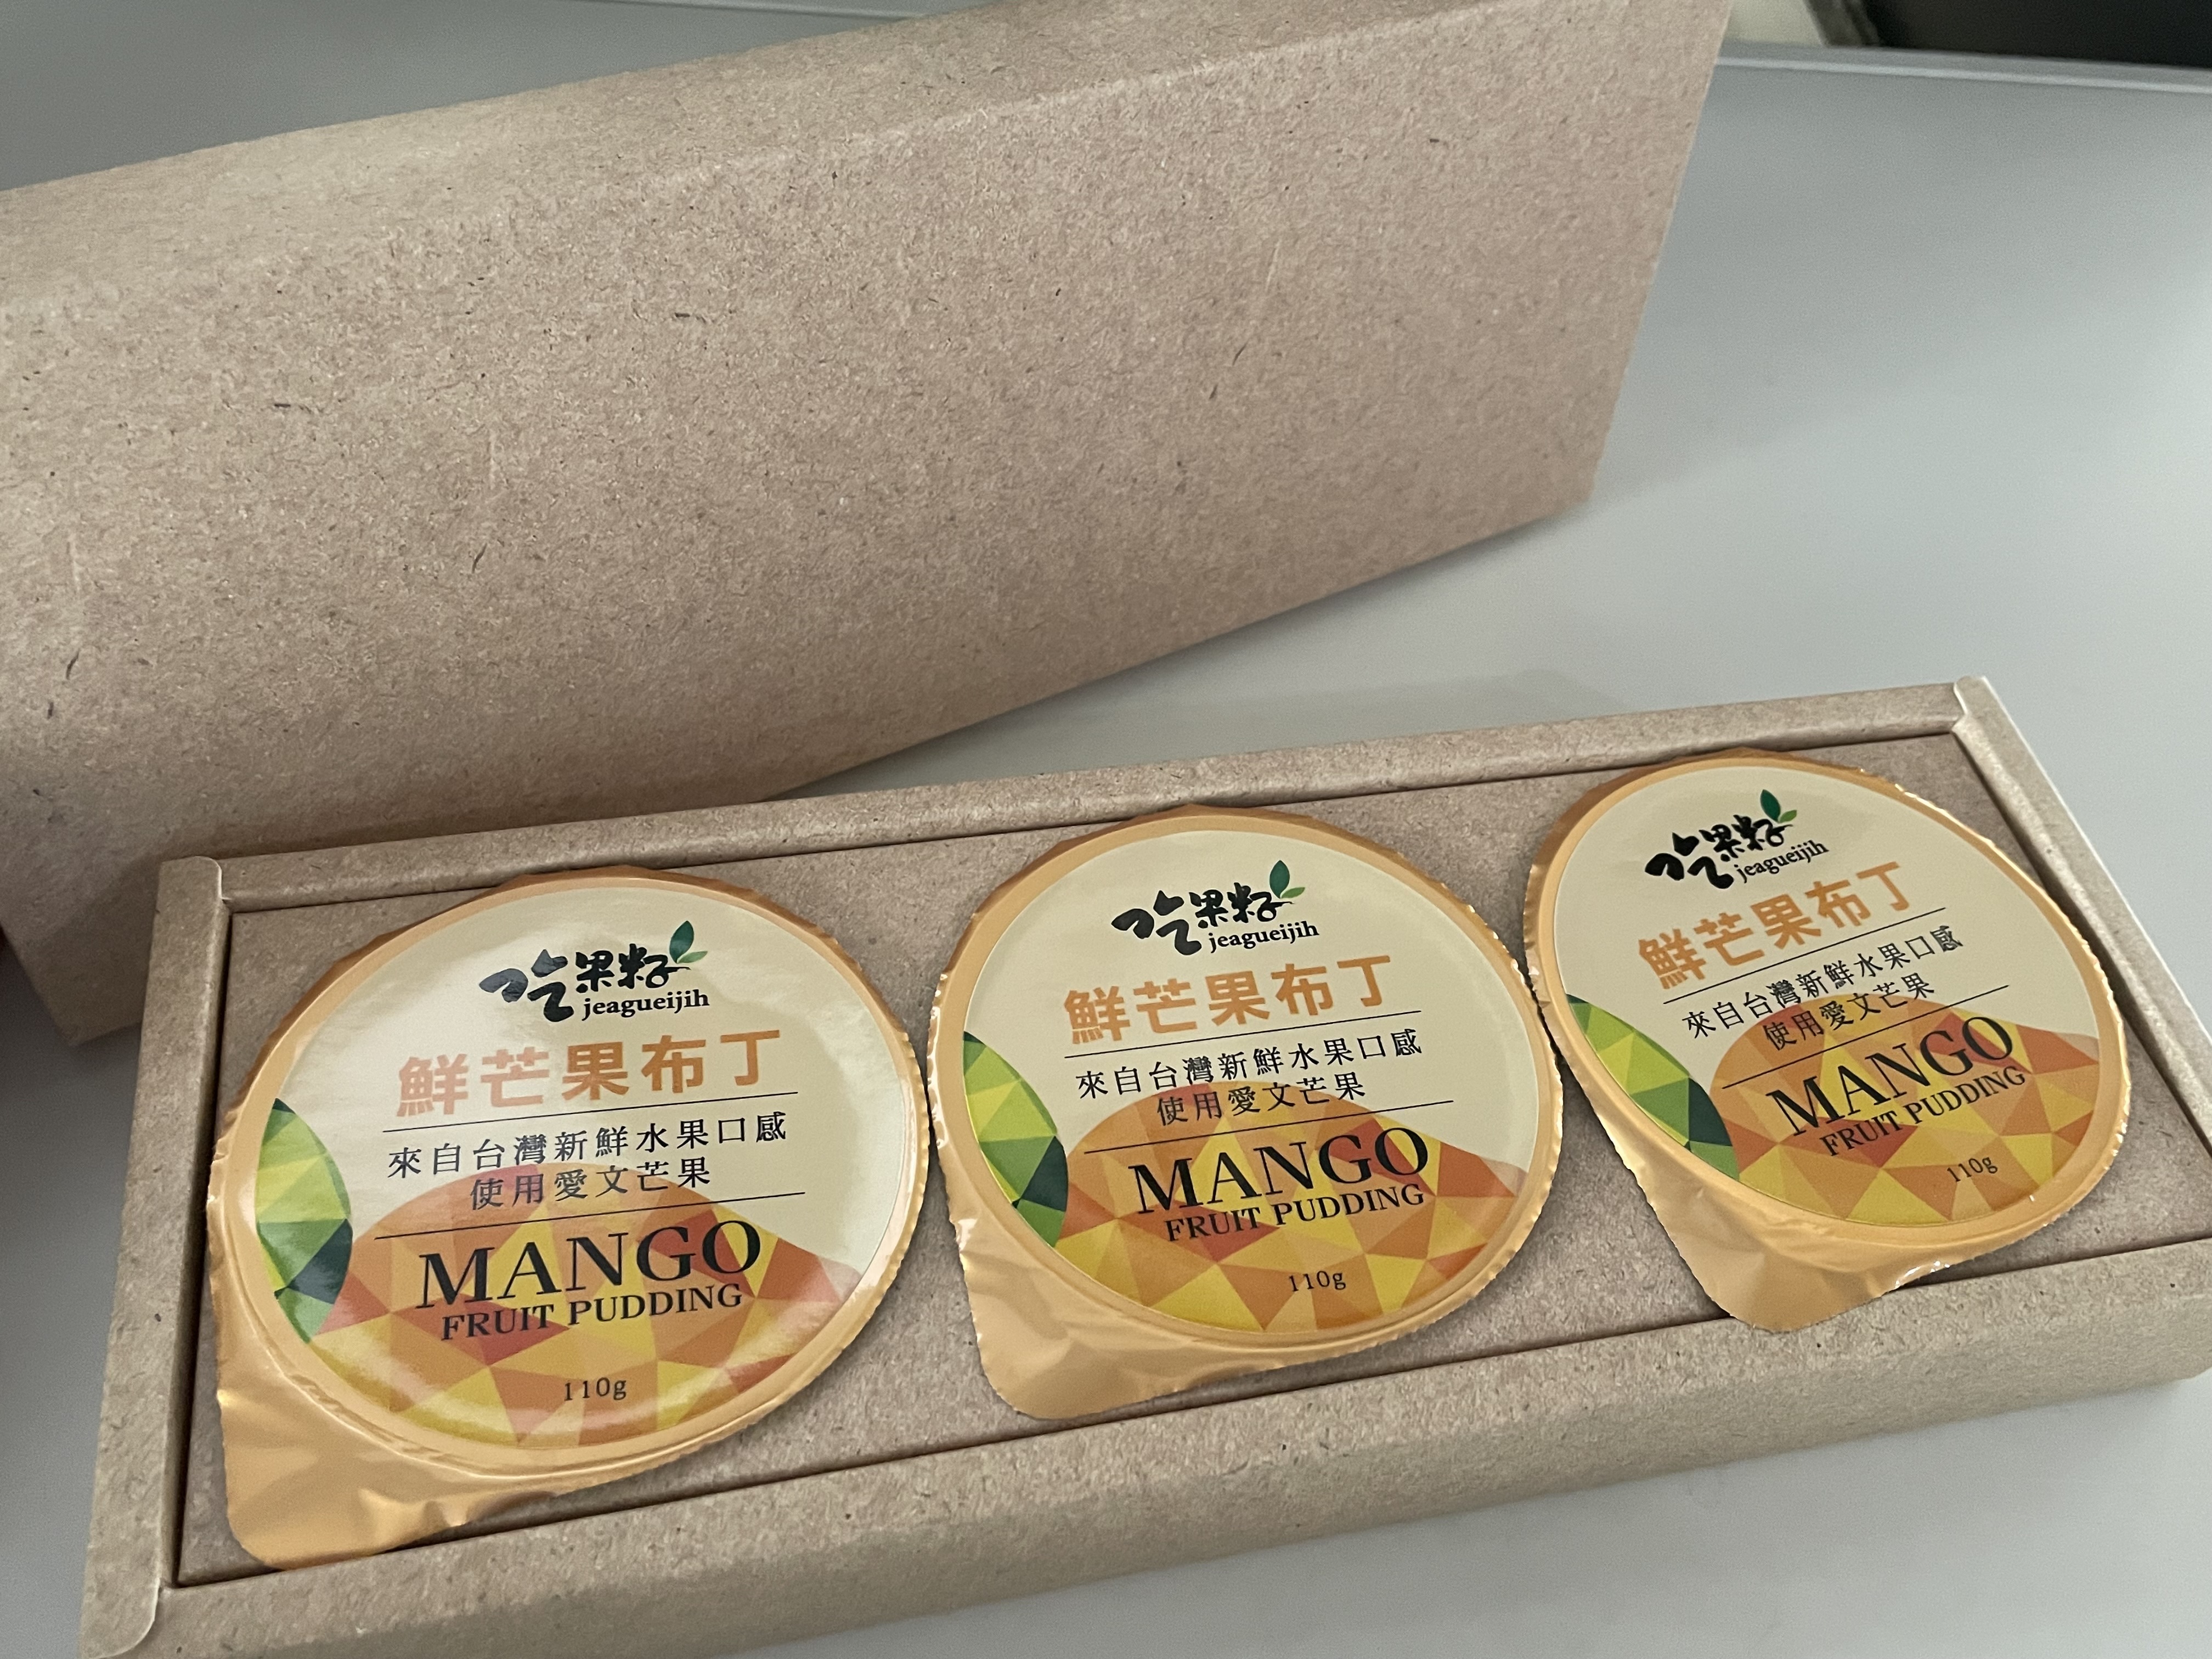 吃果籽
jeagueijih
鮮芒果布丁
來自台灣新鮮水果口感
使用愛文芒果
MANGO
FRUIT PUDDING
110g
吃果籽
jeagueijih
鮮芒果布丁
來自台灣新鮮水果口感
使用愛文芒果
MANGO
FRUIT PUDDING
110g
吃果籽
jeagueijih
鮮芒果布丁
來自台灣新鮮水果口感
使用愛文芒果
MANGO
FRUIT PUDDING
110g